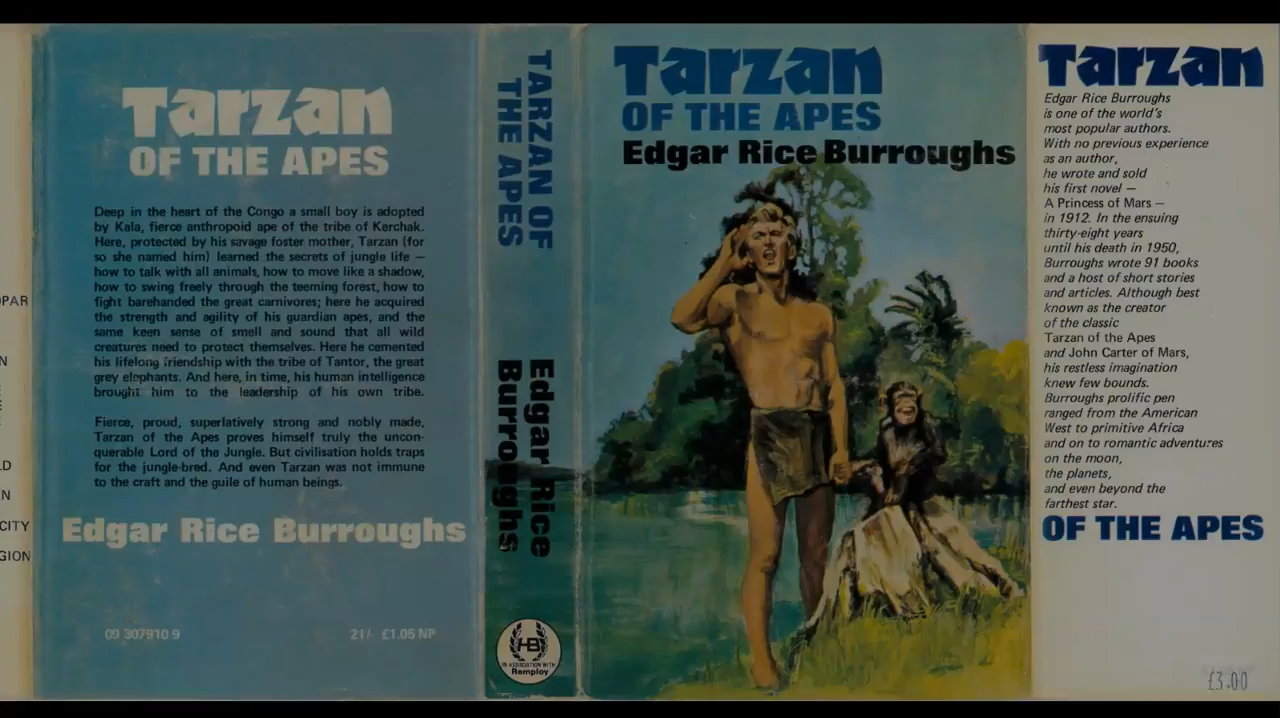 OPAR
N
LD
EN
CITY
GION
Tarzan
OF THE APES
Deep in the heart of the Congo a small boy is adopted
by Kala, fierce anthropoid ape of the tribe of Kerchak.
Here, protected by his savage foster mother, Tarzan (for
so she named him) learned the secrets of jungle life —
how to talk with all animals, how to move like a shadow,
how to swing freely through the teeming forest, how to
fight barehanded the great carnivores; here he acquired
the strength and agility of his guardian apes, and the
same keen sense of smell and sound that all wild
creatures need to protect themselves. Here he cemented
his lifelong friendship with the tribe of Tantor, the great
grey elephants. And here, in time, his human intelligence
brought him to the leadership of his own tribe.
Fierce, proud, superlatively strong and nobly made,
Tarzan of the Apes proves himself truly the uncon-
querable Lord of the Jungle. But civilisation holds traps
for the jungle-bred. And even Tarzan was not immune
to the craft and the guile of human beings.
Edgar Rice Burroughs
09 307910 9
21/- £1.05 NP
TARZAN OF
THE APES
Edgar Rice
Burroughs
HB
IN ASSOCIATION WITH
Remploy
Tarzan
OF THE APES
Edgar Rice Burroughs
Tarzan
Edgar Rice Burroughs
is one of the world's
most popular authors.
With no previous experience
as an author,
he wrote and sold
his first novel —
A Princess of Mars —
in 1912. In the ensuing
thirty-eight years
until his death in 1950,
Burroughs wrote 91 books
and a host of short stories
and articles. Although best
known as the creator
of the classic
Tarzan of the Apes
and John Carter of Mars,
his restless imagination
knew few bounds.
Burroughs prolific pen
ranged from the American
West to primitive Africa
and on to romantic adventures
on the moon,
the planets,
and even beyond the
farthest star.
OF THE APES
£3.00